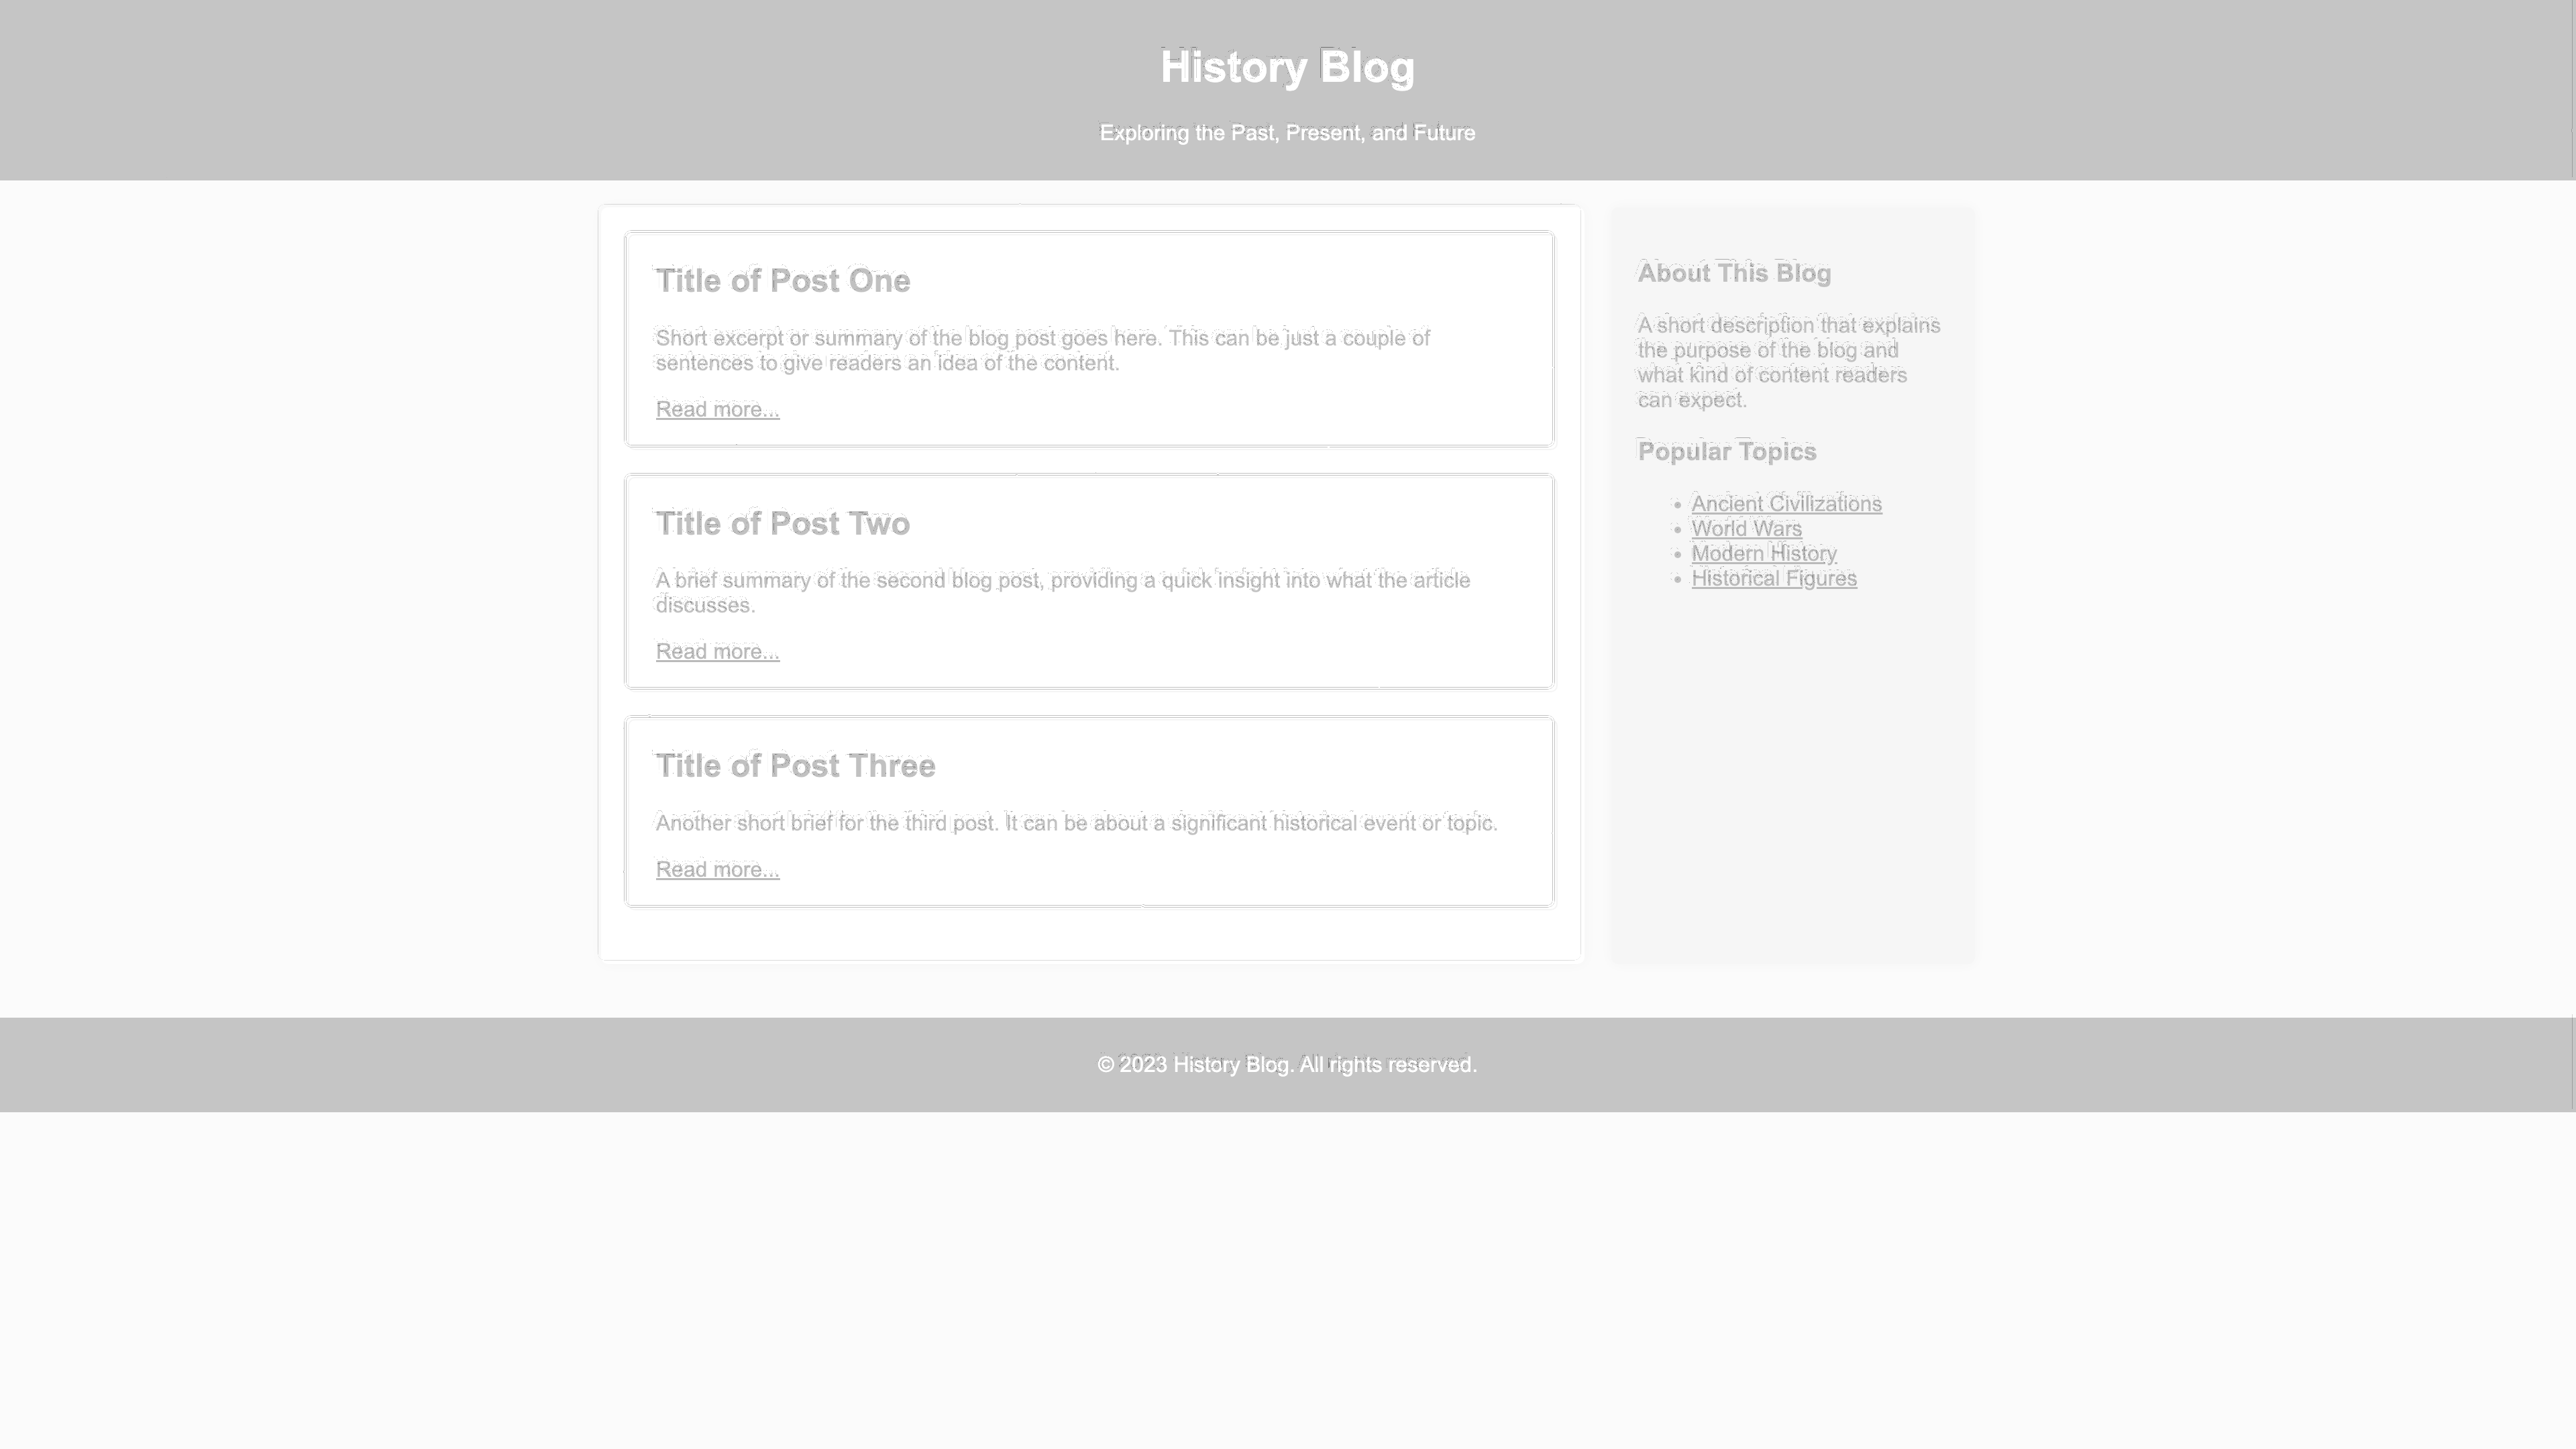 History Blog
Exploring the Past, Present, and Future
Title of Post One
Short excerpt or summary of the blog post goes here. This can be just a couple of
sentences to give readers an idea of the content.
Read more...
Title of Post Two
A brief summary of the second blog post, providing a quick insight into what the article
discusses.
Read more...
Title of Post Three
Another short brief for the third post. It can be about a significant historical event or topic.
Read more...
About This Blog
A short description that explains
the purpose of the blog and
what kind of content readers
can expect.
Popular Topics
• Ancient Civilizations
• World Wars
• Modern History
• Historical Figures
© 2023 History Blog. All rights reserved.